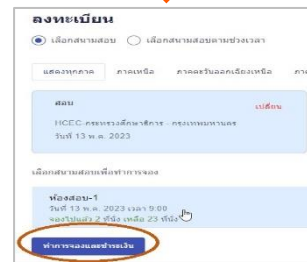 ลงทะเบียน
เลือกสนามสอบ เลือกสนามสอบตามช่วงเวลา
แสดงทุกภาค ภาคเหนือ ภาคตะวันออกเฉียงเหนือ
สอบ เปลี่ยน
HCEC-กระทรวงศึกษาธิการ - กรุงเทพมหานคร
วันที่ 13 พ.ค. 2023
เลือกสนามสอบเพื่อทำการจอง
ห้องสอบ-1
วันที่ 13 พ.ค. 2023 เวลา 9:00
จองไปแล้ว 2 ที่นั่ง เหลือ 23 ที่นั่ง
ทำการจองและชำระเงิน